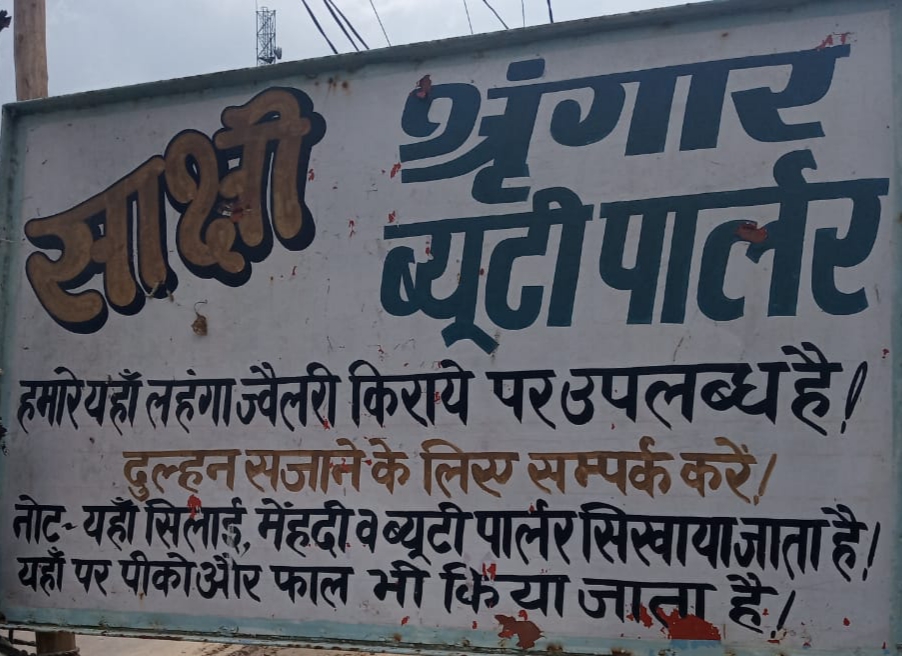 साक्षी श्रृंगार
ब्यूटी पार्लर
हमारे यहाँ लहंगा ज्वैलरी किराये पर उपलब्ध है।
दुल्हन सजाने के लिए सम्पर्क करें।
नोट- यहाँ सिलाई, मेंहदी व ब्यूटी पार्लर सिखाया जाता है।
यहाँ पर पीको और फाल भी किया जाता है।